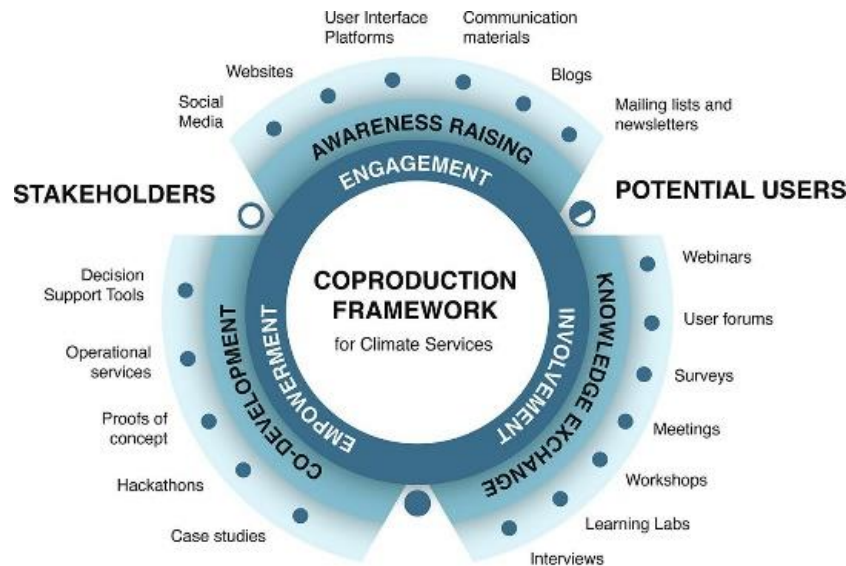 User Interface
Platforms
Communication
materials
Websites
Blogs
Social
Media
Mailing lists and
newsletters
AWARENESS RAISING
ENGAGEMENT
STAKEHOLDERS
POTENTIAL USERS
COPRODUCTION
FRAMEWORK
for Climate Services
Webinars
User forums
Surveys
Meetings
Workshops
Learning Labs
Interviews
KNOWLEDGE EXCHANGE
INVOLVEMENT
Decision
Support Tools
Operational
services
Proofs of
concept
Hackathons
Case studies
CO-DEVELOPMENT
EMPOWERMENT